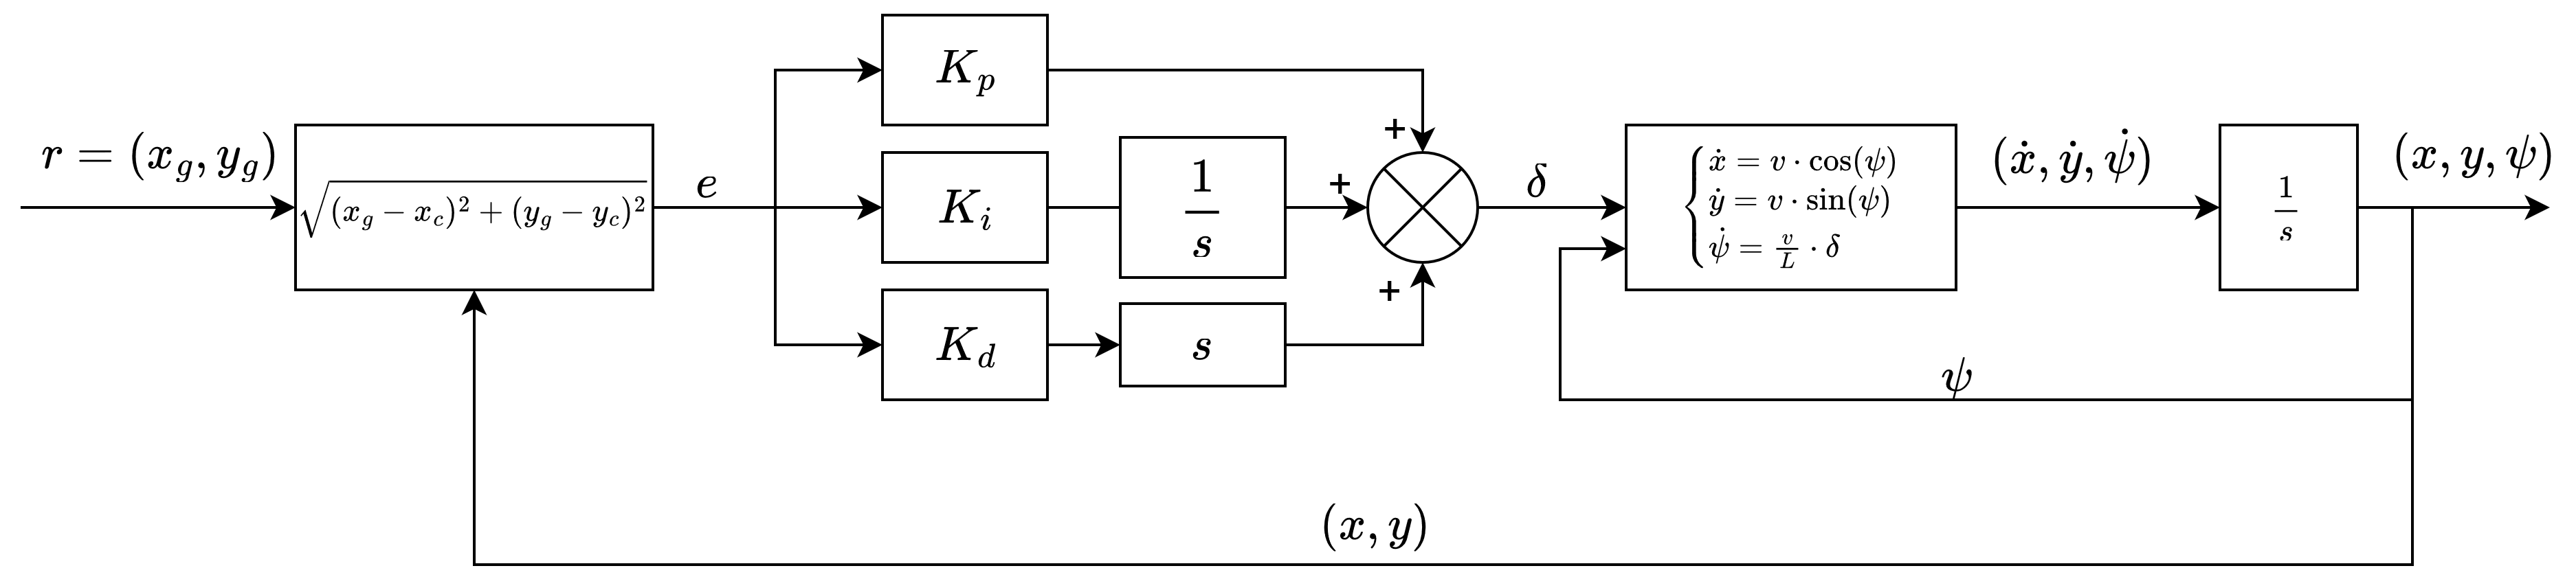 r = (x_g, y_g)
√((x_g − x_c)² + (y_g − y_c)²)
e
K_p
K_i
1/s
K_d
s
+
+
+
δ
ẋ = v · cos(ψ)
ẏ = v · sin(ψ)
ψ̇ = v/L · δ
(ẋ, ẏ, ψ̇)
1/s
(x, y, ψ)
ψ
(x, y)